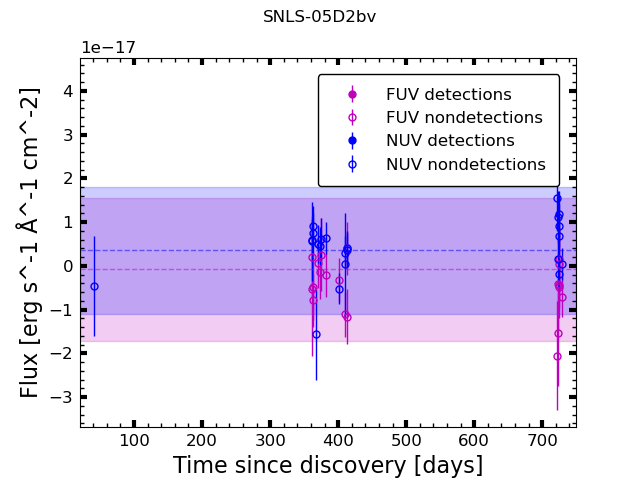 SNLS-05D2bv
1e−17
FUV detections
FUV nondetections
NUV detections
NUV nondetections
4
3
2
1
0
−1
−2
−3
Flux [erg s^-1 Å^-1 cm^-2]
100 200 300 400 500 600 700
Time since discovery [days]